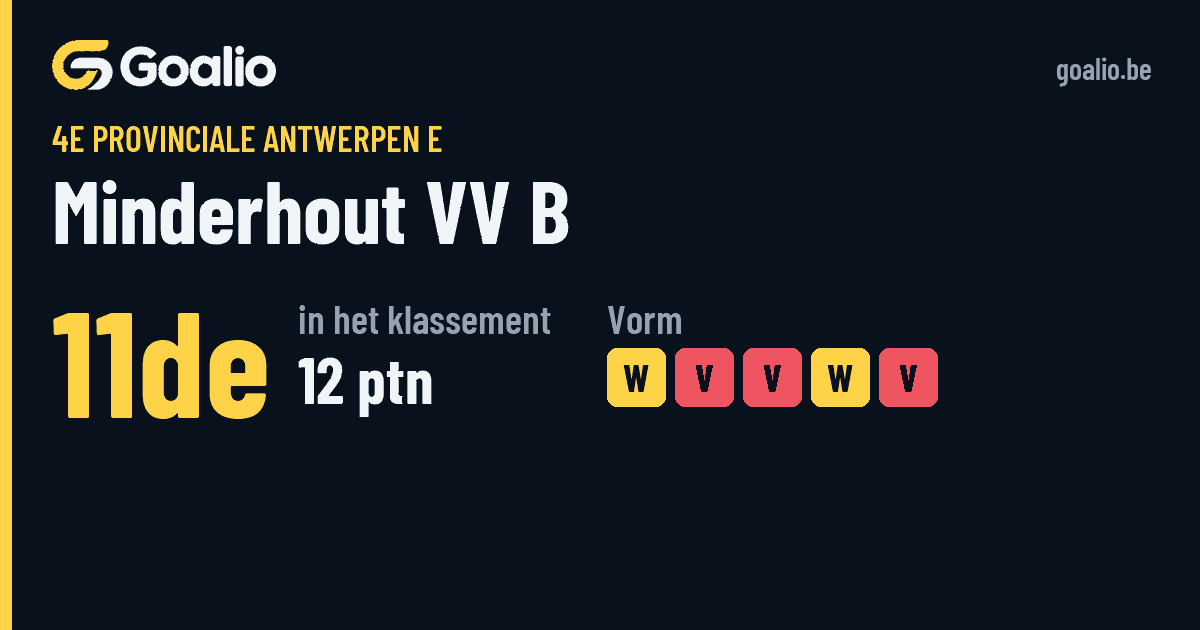 Goalio
goalio.be
4E PROVINCIALE ANTWERPEN E
Minderhout VV B
11de
in het klassement
12 ptn
Vorm
W V V W V